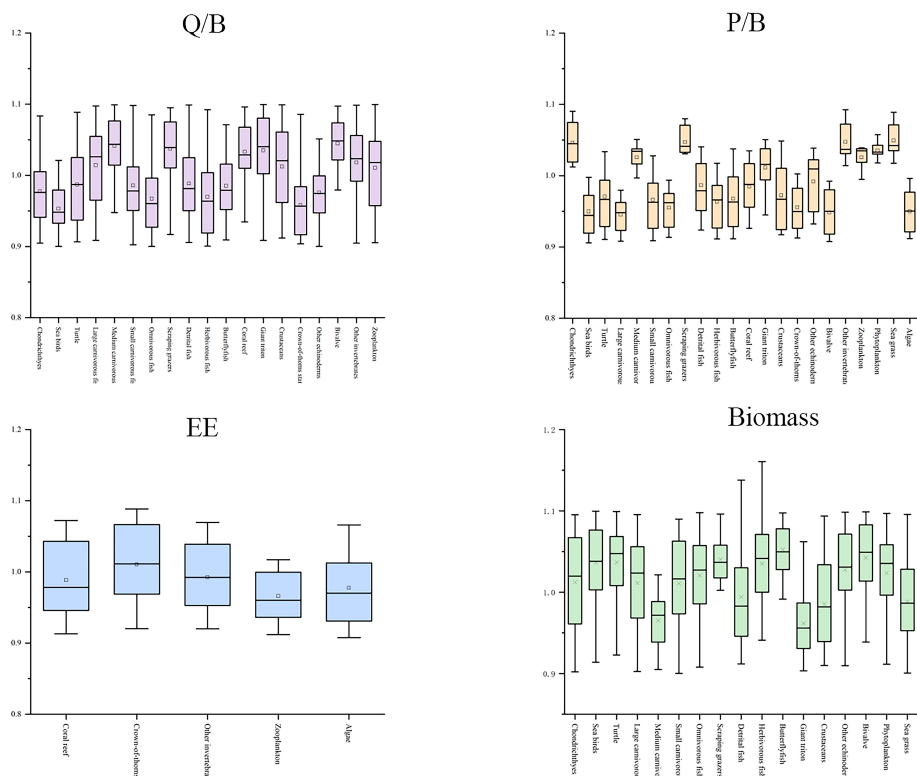 Q/B
1.2
1.1
1.0
0.9
0.8
Chondrichthyes
Sea birds
Turtle
Large carnivorous fi
Medium carnivorous
Small carnivorous fi
Omnivorous fish
Scraping grazers
Detrital fish
Herbivorous fish
Butterflyfish
Coral reef
Giant triton
Crustaceans
Crown-of-thorns star
Other echinoderms
Bivalve
Other invertebrates
Zooplankton
P/B
1.2
1.1
1.0
0.9
0.8
Chondrichthyes
Sea birds
Turtle
Large carnivorous
Medium carnivor
Small carnivorou
Omnivorous fish
Scraping grazers
Detrital fish
Herbivorous fish
Butterflyfish
Coral reef
Giant triton
Crustaceans
Crown-of-thorns
Other echinoderm
Bivalve
Other invertebrate
Zooplankton
Phytoplankton
Sea grass
Algae
EE
1.2
1.1
1.0
0.9
0.8
Coral reef
Crown-of-thorns
Other invertebra
Zooplankton
Algae
Biomass
1.2
1.1
1.0
0.9
Chondrichthyes
Sea birds
Turtle
Large carnivorou
Medium carnivo
Small carnivorou
Omnivorous fish
Scraping grazers
Detrital fish
Herbivorous fish
Butterflyfish
Giant triton
Crustaceans
Other echinoder
Bivalve
Phytoplankton
Sea grass